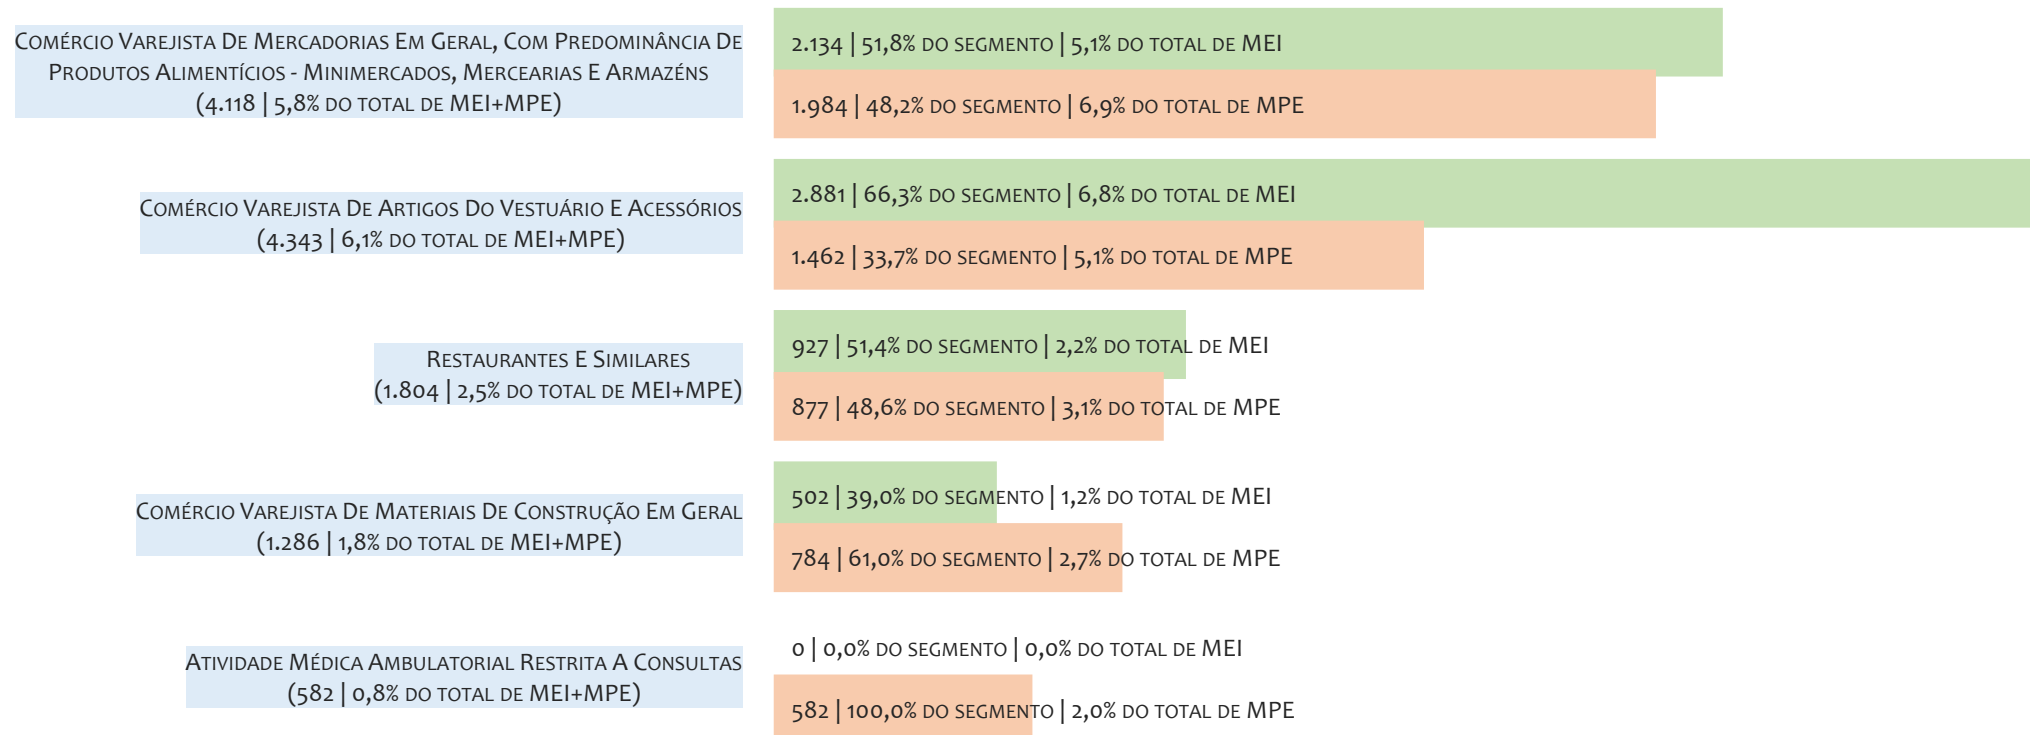 Comércio Varejista De Mercadorias Em Geral, Com Predominância De
Produtos Alimentícios - Minimercados, Mercearias E Armazéns
(4.118 | 5,8% do total de MEI+MPE)
2.134 | 51,8% do segmento | 5,1% do total de MEI
1.984 | 48,2% do segmento | 6,9% do total de MPE
Comércio Varejista De Artigos Do Vestuário E Acessórios
(4.343 | 6,1% do total de MEI+MPE)
2.881 | 66,3% do segmento | 6,8% do total de MEI
1.462 | 33,7% do segmento | 5,1% do total de MPE
Restaurantes E Similares
(1.804 | 2,5% do total de MEI+MPE)
927 | 51,4% do segmento | 2,2% do total de MEI
877 | 48,6% do segmento | 3,1% do total de MPE
Comércio Varejista De Materiais De Construção Em Geral
(1.286 | 1,8% do total de MEI+MPE)
502 | 39,0% do segmento | 1,2% do total de MEI
784 | 61,0% do segmento | 2,7% do total de MPE
Atividade Médica Ambulatorial Restrita A Consultas
(582 | 0,8% do total de MEI+MPE)
0 | 0,0% do segmento | 0,0% do total de MEI
582 | 100,0% do segmento | 2,0% do total de MPE